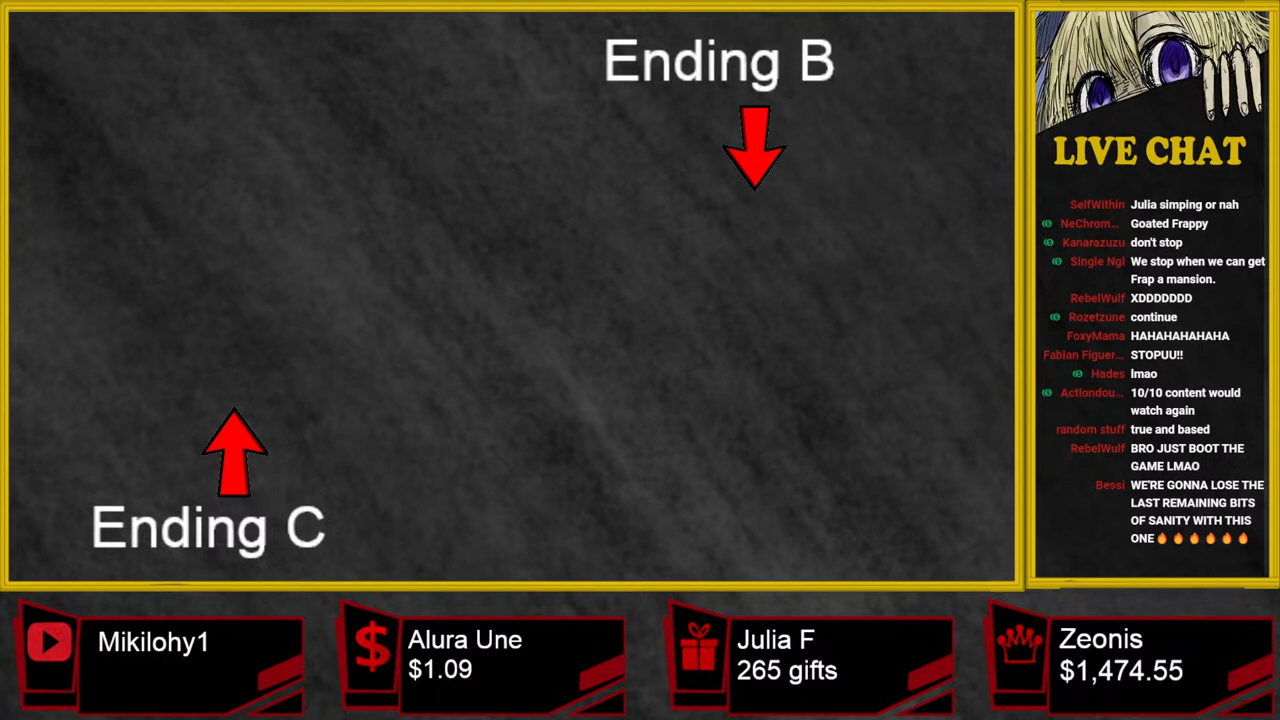 Ending B
Ending C
LIVE CHAT
SelfWithin Julia simping or nah
NeChrom... Goated Frappy
Kanarazuzu don't stop
Single Ngl We stop when we can get
Frap a mansion.
RebelWulf XDDDDDDD
Rozetzune continue
FoxyMama HAHAHAHAHAHA
Fabian Figuer... STOPUU!!
Hades lmao
Actiondou... 10/10 content would
watch again
random stuff true and based
RebelWulf BRO JUST BOOT THE
GAME LMAO
Bessi WE'RE GONNA LOSE THE
LAST REMAINING BITS
OF SANITY WITH THIS
ONE🔥🔥🔥🔥🔥🔥
Mikilohy1
$ Alura Une
$1.09
Julia F
265 gifts
Zeonis
$1,474.55